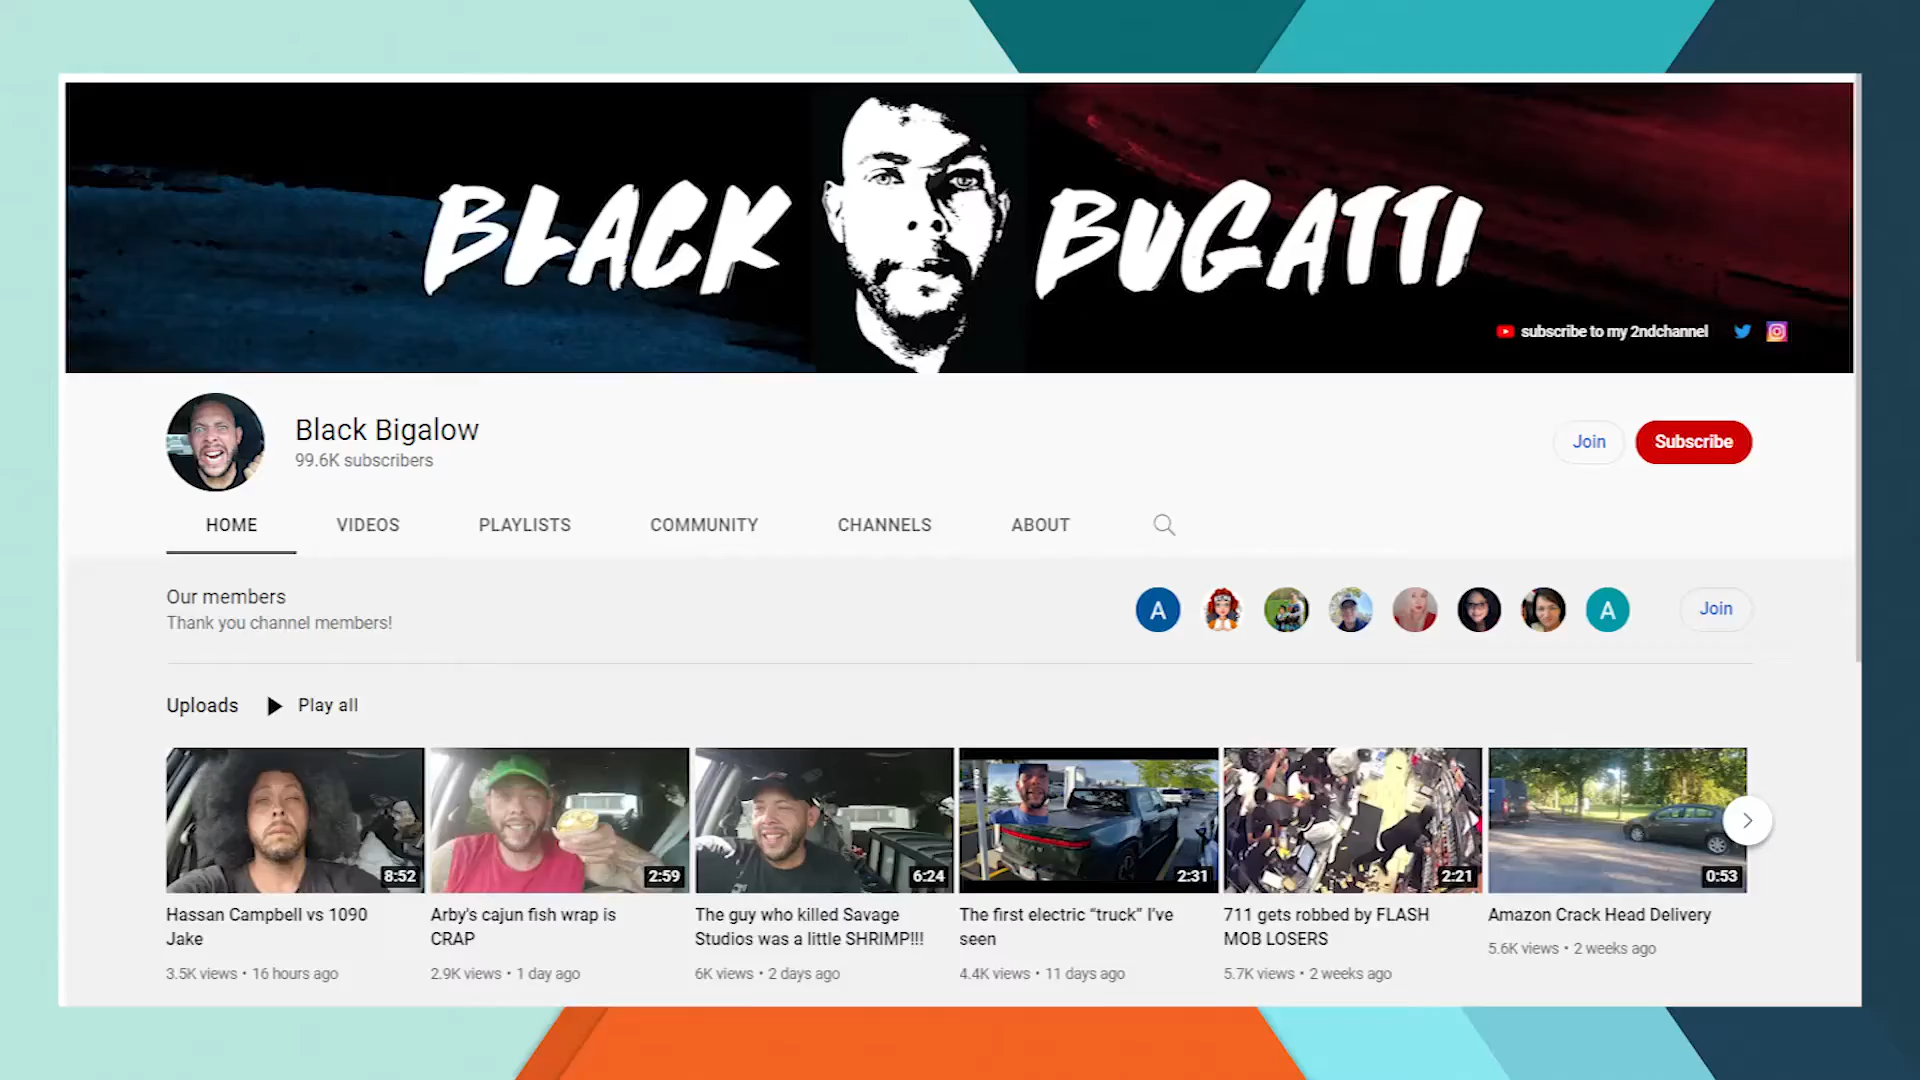 BLACK BUGATTI
subscribe to my 2ndchannel
Black Bigalow
99.6K subscribers
Join
Subscribe
HOME
VIDEOS
PLAYLISTS
COMMUNITY
CHANNELS
ABOUT
Our members
Thank you channel members!
A
A
Join
Uploads
Play all
8:52
2:59
6:24
2:31
2:21
0:53
Hassan Campbell vs 1090
Jake
3.5K views • 16 hours ago
Arby's cajun fish wrap is
CRAP
2.9K views • 1 day ago
The guy who killed Savage
Studios was a little SHRIMP!!!
6K views • 2 days ago
The first electric “truck” I’ve
seen
4.4K views • 11 days ago
711 gets robbed by FLASH
MOB LOSERS
5.7K views • 2 weeks ago
Amazon Crack Head Delivery
5.6K views • 2 weeks ago